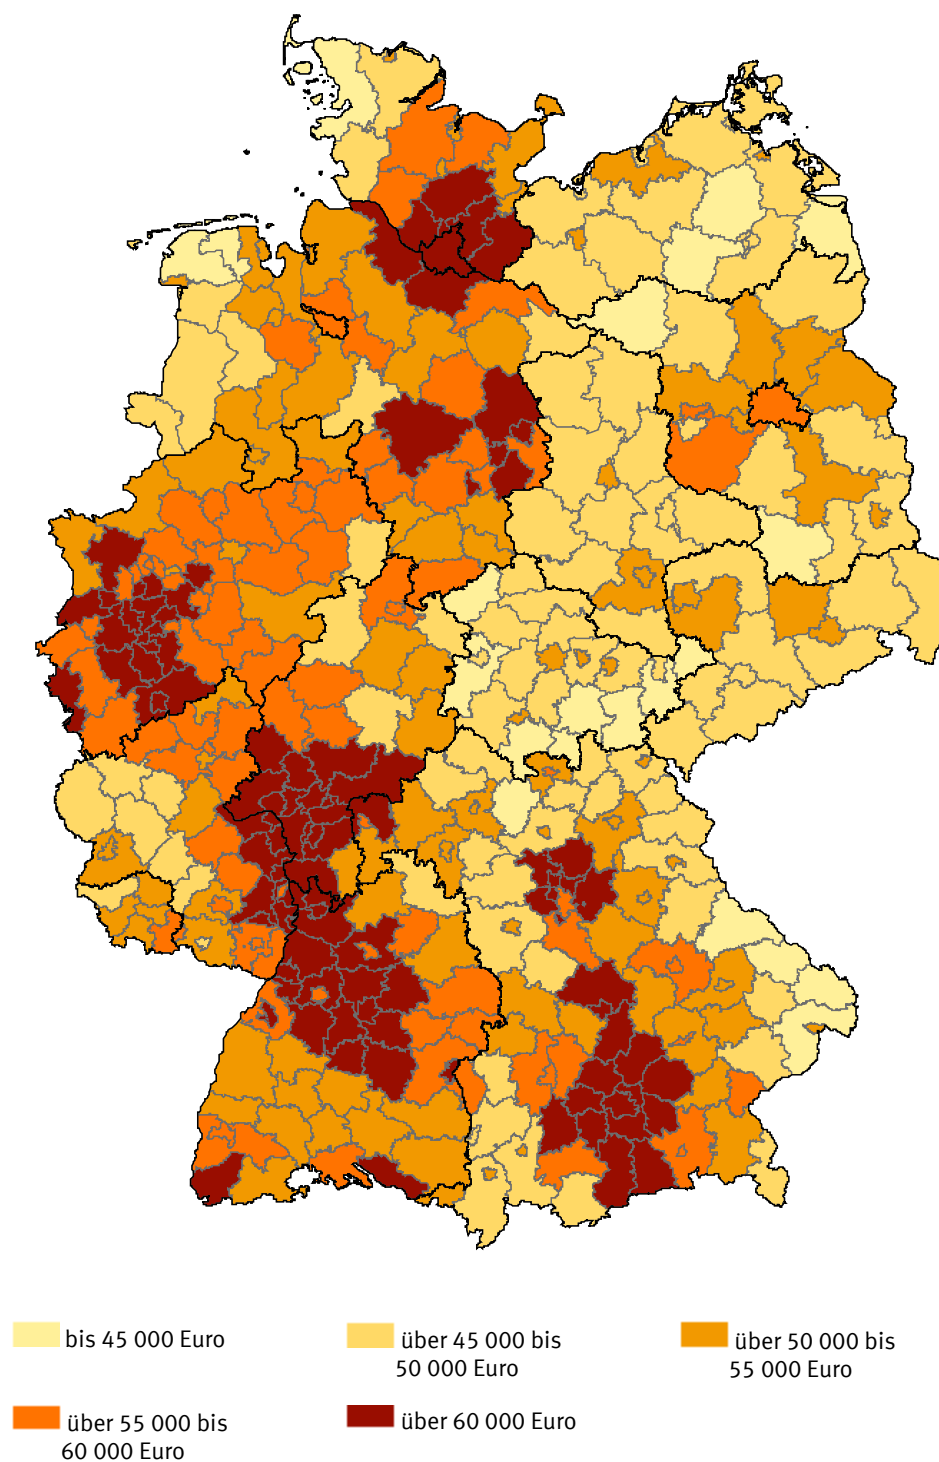 bis 45 000 Euro
über 45 000 bis
50 000 Euro
über 50 000 bis
55 000 Euro
über 55 000 bis
60 000 Euro
über 60 000 Euro